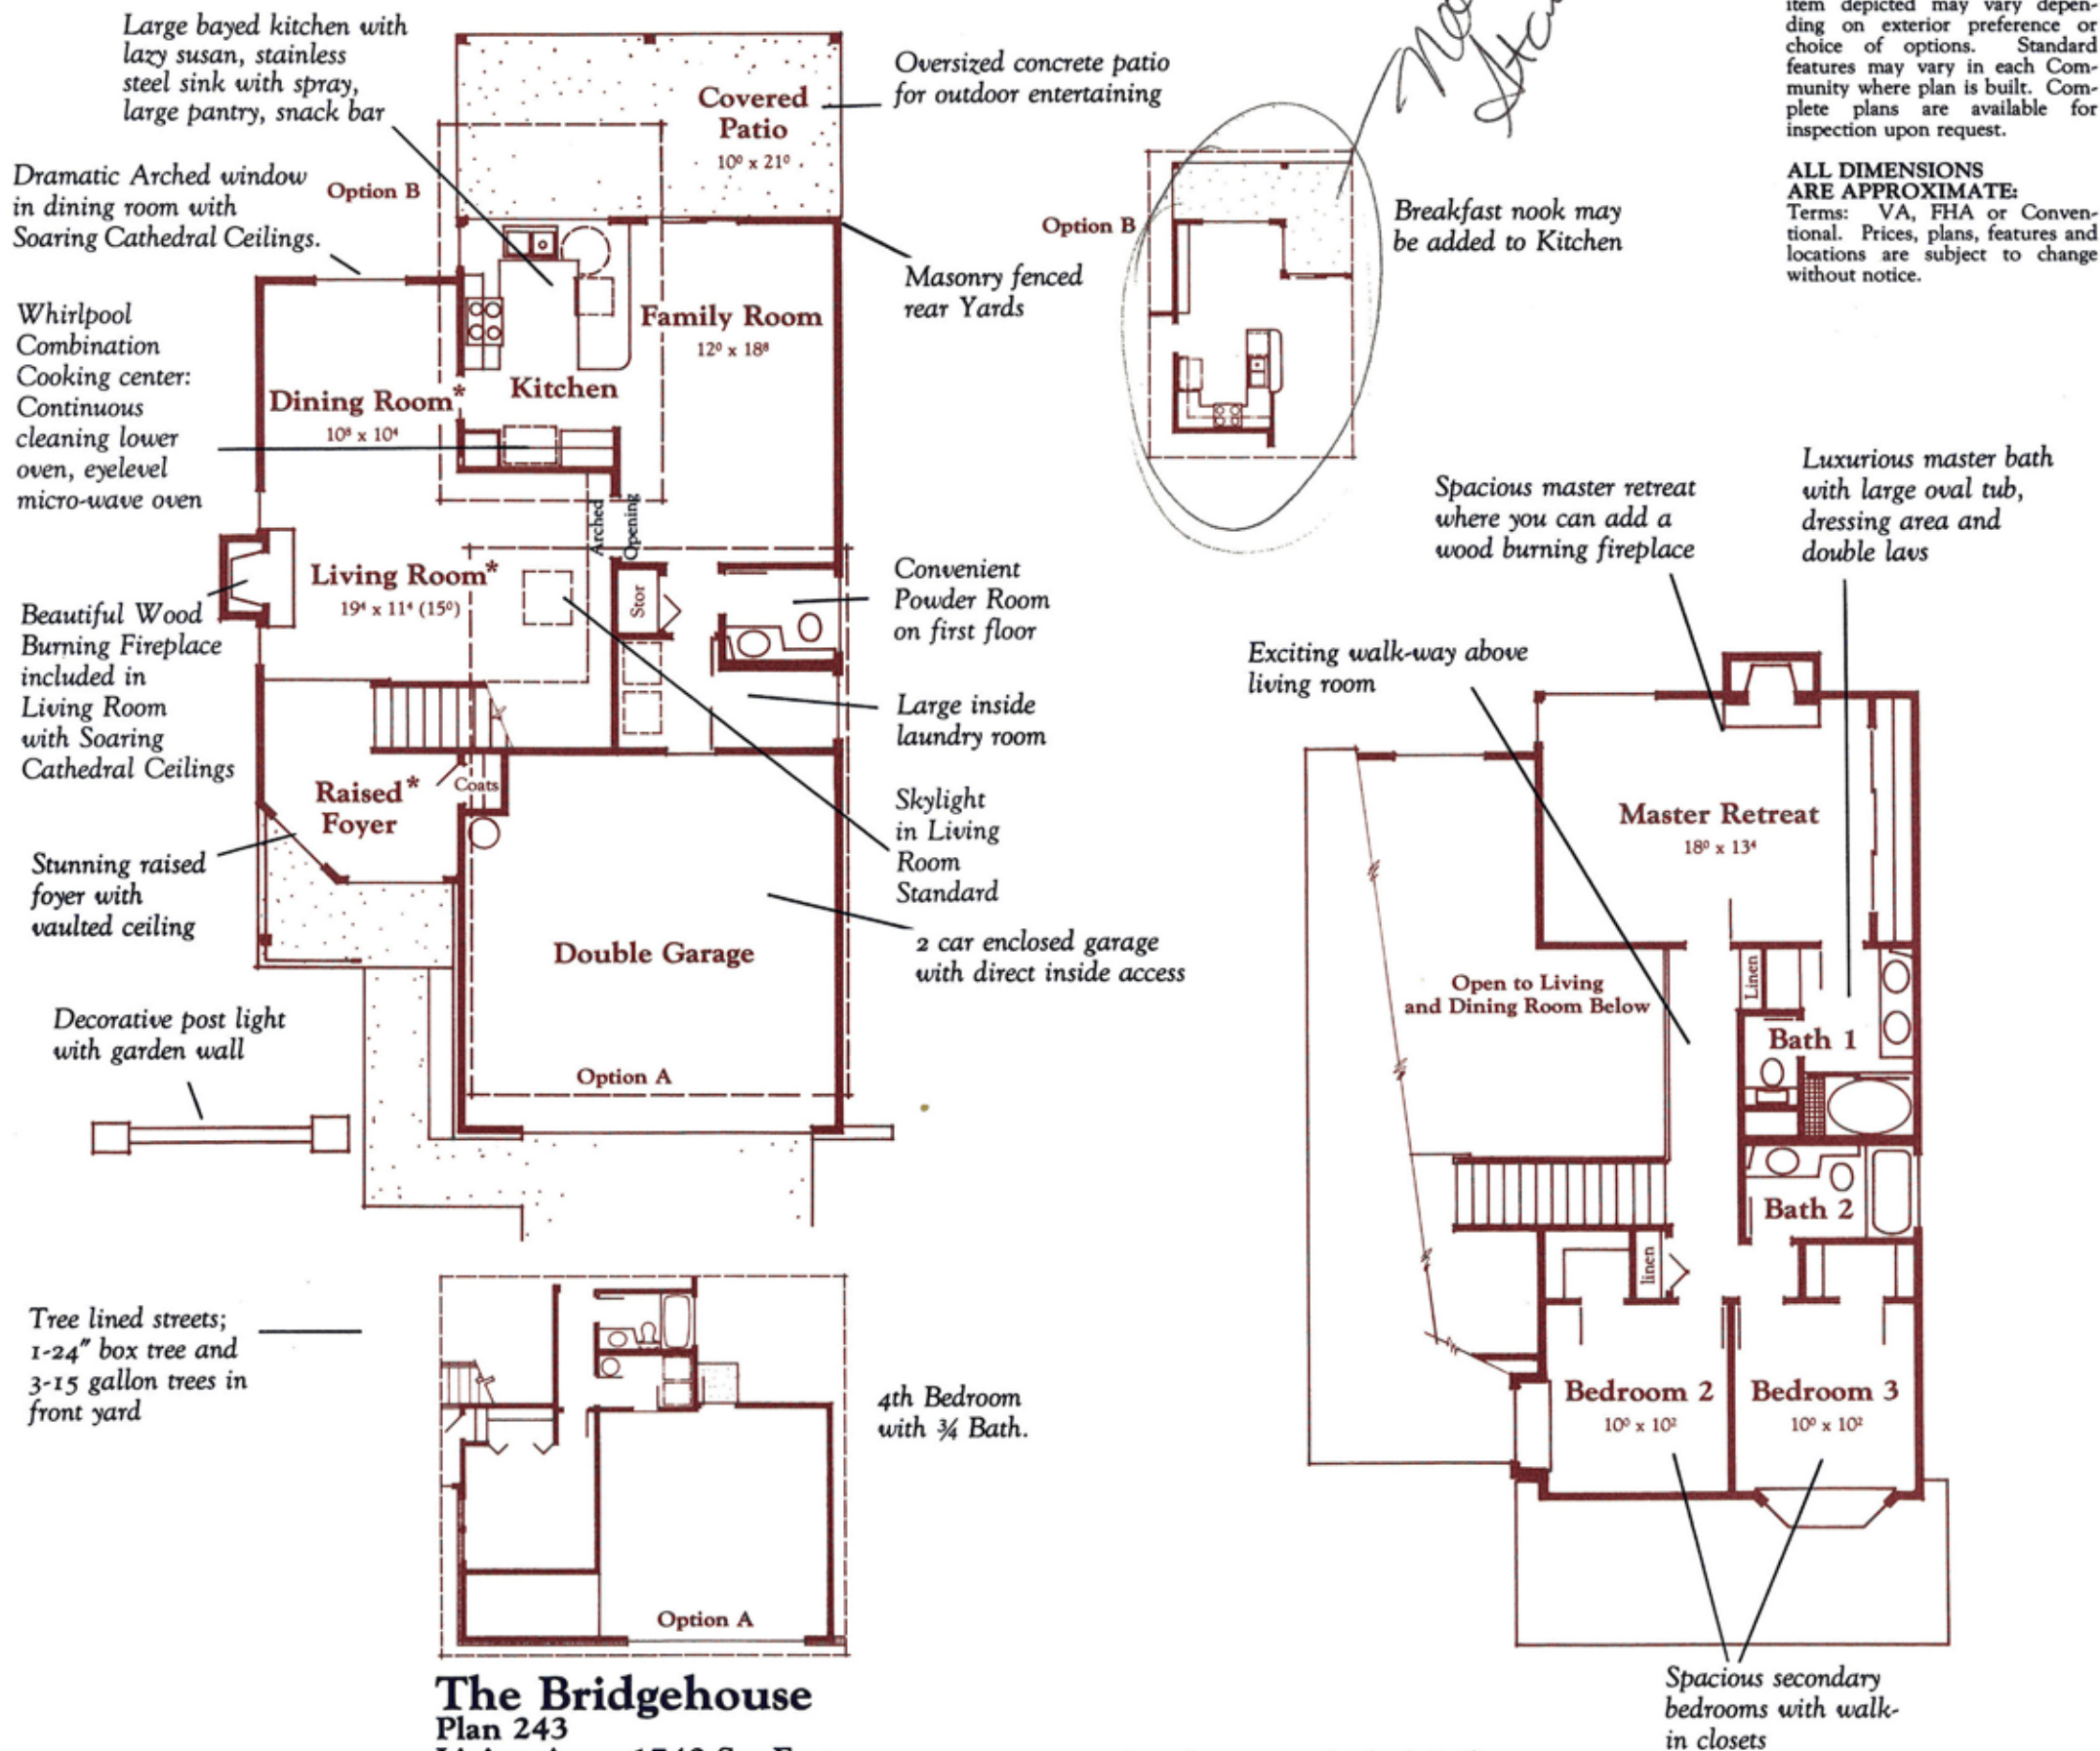 Large bayed kitchen with
lazy susan, stainless
steel sink with spray,
large pantry, snack bar
Dramatic Arched window
in dining room with
Soaring Cathedral Ceilings.
Whirlpool
Combination
Cooking center:
Continuous
cleaning lower
oven, eyelevel
micro-wave oven
Beautiful Wood
Burning Fireplace
included in
Living Room
with Soaring
Cathedral Ceilings
Stunning raised
foyer with
vaulted ceiling
Decorative post light
with garden wall
Tree lined streets;
1-24" box tree and
3-15 gallon trees in
front yard
Option B
Covered
Patio
10⁰ x 21⁰
Family Room
12⁰ x 18⁸
Kitchen
Dining Room*
10⁸ x 10⁴
Arched
Opening
Living Room*
19⁴ x 11⁴ (15⁰)
Stor
Raised*
Foyer
Coats
Double Garage
Option A
Oversized concrete patio
for outdoor entertaining
Masonry fenced
rear Yards
Convenient
Powder Room
on first floor
Large inside
laundry room
Skylight
in Living
Room
Standard
2 car enclosed garage
with direct inside access
Option A
4th Bedroom
with ¾ Bath.
Option B
Breakfast nook may
be added to Kitchen
item depicted may vary depen-
ding on exterior preference or
choice of options. Standard
features may vary in each Com-
munity where plan is built. Com-
plete plans are available for
inspection upon request.
ALL DIMENSIONS
ARE APPROXIMATE:
Terms: VA, FHA or Conven-
tional. Prices, plans, features and
locations are subject to change
without notice.
Spacious master retreat
where you can add a
wood burning fireplace
Luxurious master bath
with large oval tub,
dressing area and
double lavs
Exciting walk-way above
living room
Master Retreat
18⁰ x 13⁴
Open to Living
and Dining Room Below
Linen
Bath 1
Bath 2
linen
Bedroom 2
10⁰ x 10²
Bedroom 3
10⁰ x 10²
Spacious secondary
bedrooms with walk-
in closets
The Bridgehouse
Plan 243